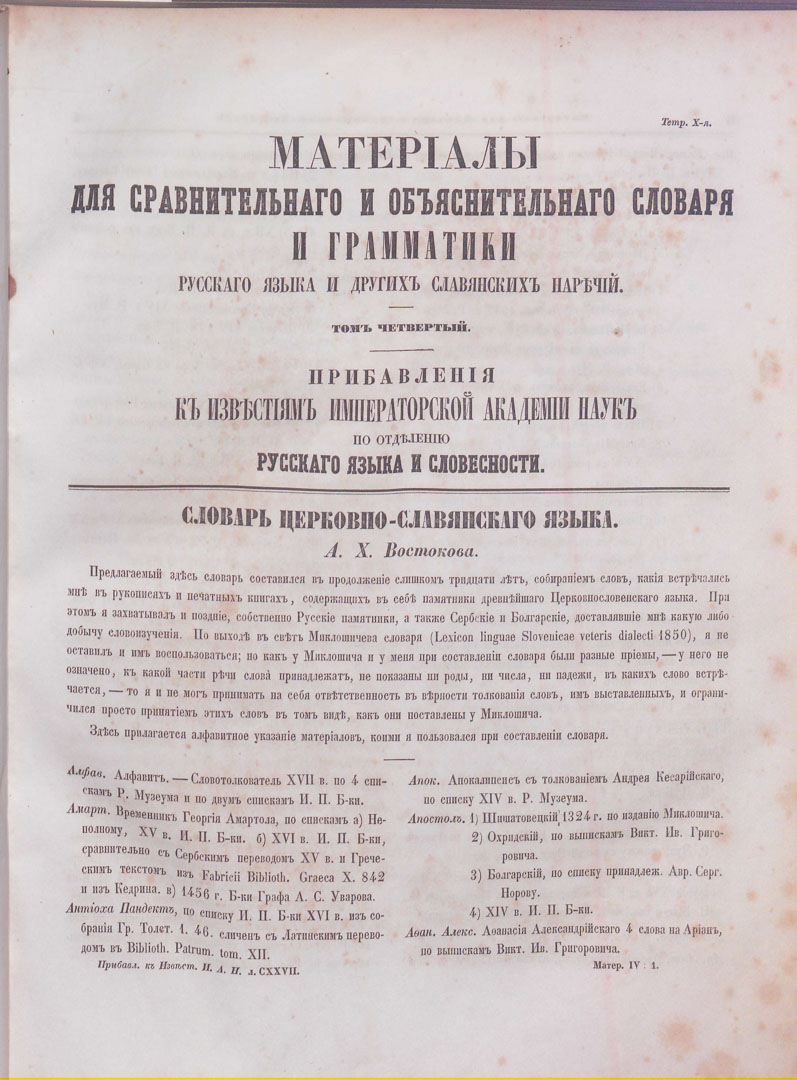 Тетр. X-я.
МАТЕРІАЛЫ
ДЛЯ СРАВНИТЕЛЬНАГО И ОБЪЯСНИТЕЛЬНАГО СЛОВАРЯ
И ГРАММАТИКИ
РУССКАГО ЯЗЫКА И ДРУГИХЪ СЛАВЯНСКИХЪ НАРѢЧІЙ.
ТОМЪ ЧЕТВЕРТЫЙ.
ПРИБАВЛЕНІЯ
КЪ ИЗВѢСТІЯМЪ ИМПЕРАТОРСКОЙ АКАДЕМІИ НАУКЪ
ПО ОТДѢЛЕНІЮ
РУССКАГО ЯЗЫКА И СЛОВЕСНОСТИ.
СЛОВАРЬ ЦЕРКОВНО-СЛАВЯНСКАГО ЯЗЫКА.
А. Х. Востокова.
Предлагаемый здѣсь словарь составился въ продолженіе слишкомъ тридцати лѣтъ, собираніемъ словъ, какія встрѣчались
мнѣ въ рукописяхъ и печатныхъ книгахъ, содержащихъ въ себѣ памятники древнѣйшаго Церковнословенскаго языка. При
этомъ я захватывалъ и поздніе, собственно Русскіе памятники, а также Сербскіе и Болгарскіе, доставлявшіе мнѣ какую либо
добычу словоизученія. По выходѣ въ свѣтъ Миклошичева словаря (Lexicon linguae Slovenicae veteris dialecti 1850), я не
оставилъ и имъ воспользоваться; но какъ у Миклошича и у меня при составленіи словаря были разные пріемы, — у него не
означено, къ какой части рѣчи слова̀ принадлежатъ, не показаны ни роды, ни числа, ни падежи, въ какихъ слово встрѣ-
чается, — то я и не могъ принимать на себя отвѣтственность въ вѣрности толкованія словъ, имъ выставленныхъ, и ограни-
чился просто принятіемъ этихъ словъ въ томъ видѣ, какъ они поставлены у Миклошича.
Здѣсь прилагается алфавитное указаніе матеріаловъ, коими я пользовался при составленіи словаря.
Алфав. Алфавитъ. — Словотолкователь XVII в. по 4 спи-
скамъ Р. Музеума и по двумъ спискамъ И. П. Б-ки.
Амарт. Временникъ Георгія Амартола, по спискамъ а) Не-
полному, XV в. И. П. Б-ки. б) XVI в. И. П. Б-ки,
сравнительно съ Сербскимъ переводомъ XV в. и Грече-
скимъ текстомъ изъ Fabricii Biblioth. Graeca X. 842
и изъ Кедрина. в) 1456 г. Б-ки Графа А. С. Уварова.
Антіоха Пандектъ, по списку И. П. Б-ки XVI в. изъ со-
бранія Гр. Толст. 1. 46. сличенъ съ Латинскимъ перево-
домъ въ Biblioth. Patrum. tom. XII.
Прибавл. къ Извѣст. И. А. Н. л. CXXVII.
Апок. Апокалипсисъ съ толкованіемъ Андрея Кесарійскаго,
по списку XIV в. Р. Музеума.
Апостолъ. 1) Шишатовецкій, 1324 г. по изданію Миклошича.
2) Охридскій, по выпискамъ Викт. Ив. Григо-
ровича.
3) Болгарскій, по списку принадлеж. Авр. Серг.
Норову.
4) XIV в. И. П. Б-ки.
Аѳан. Алекс. Аѳанасія Александрійскаго 4 слова на Аріанъ,
по выпискамъ Викт. Ив. Григоровича.
Матер. IV. 1.